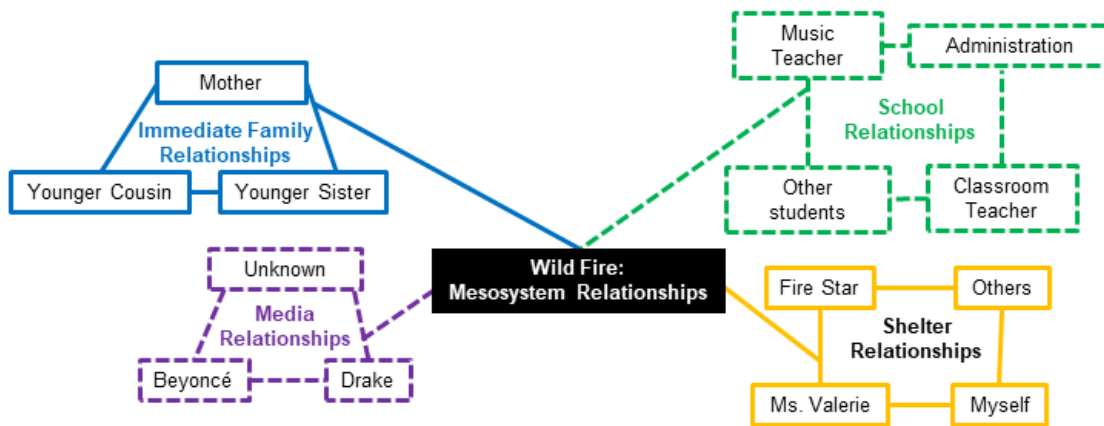 Mother
Immediate Family
Relationships
Younger Cousin
Younger Sister
Music
Teacher
Administration
School
Relationships
Other
students
Classroom
Teacher
Wild Fire:
Mesosystem Relationships
Unknown
Media
Relationships
Beyoncé
Drake
Fire Star
Others
Shelter
Relationships
Ms. Valerie
Myself